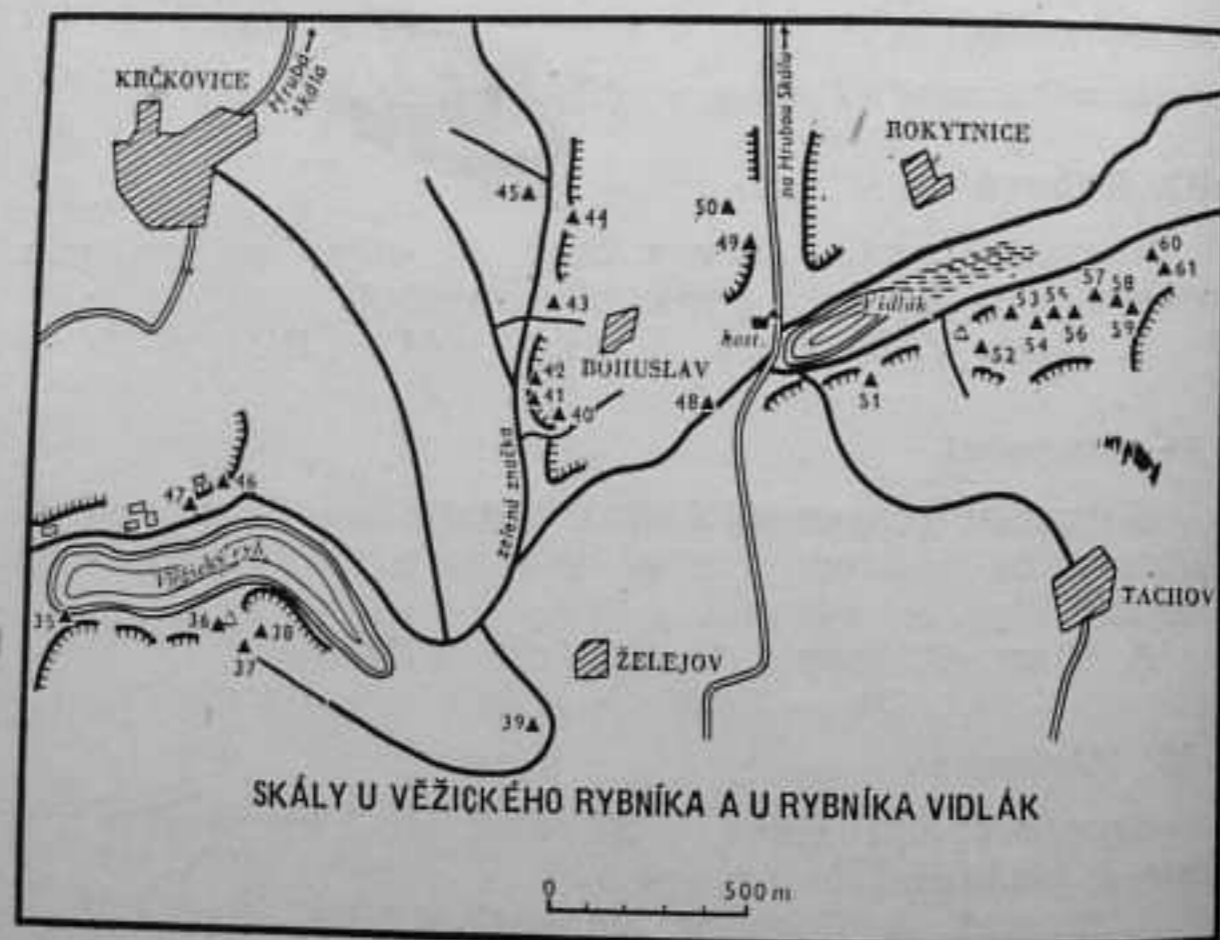 KRČKOVICE
Hrubá
skála
na Hrubou Skálu
ROKYTNICE
45
44
50
49
43
60
61
57
58
53
55
59
54
56
52
Vidlák
host.
BOHUSLAV
42
41
40
48
51
zelená značka
47
46
Věžický ryb.
35
36
38
37
ŽELEJOV
TACHOV
39
SKÁLY U VĚŽICKÉHO RYBNÍKA A U RYBNÍKA VIDLÁK
0 500 m